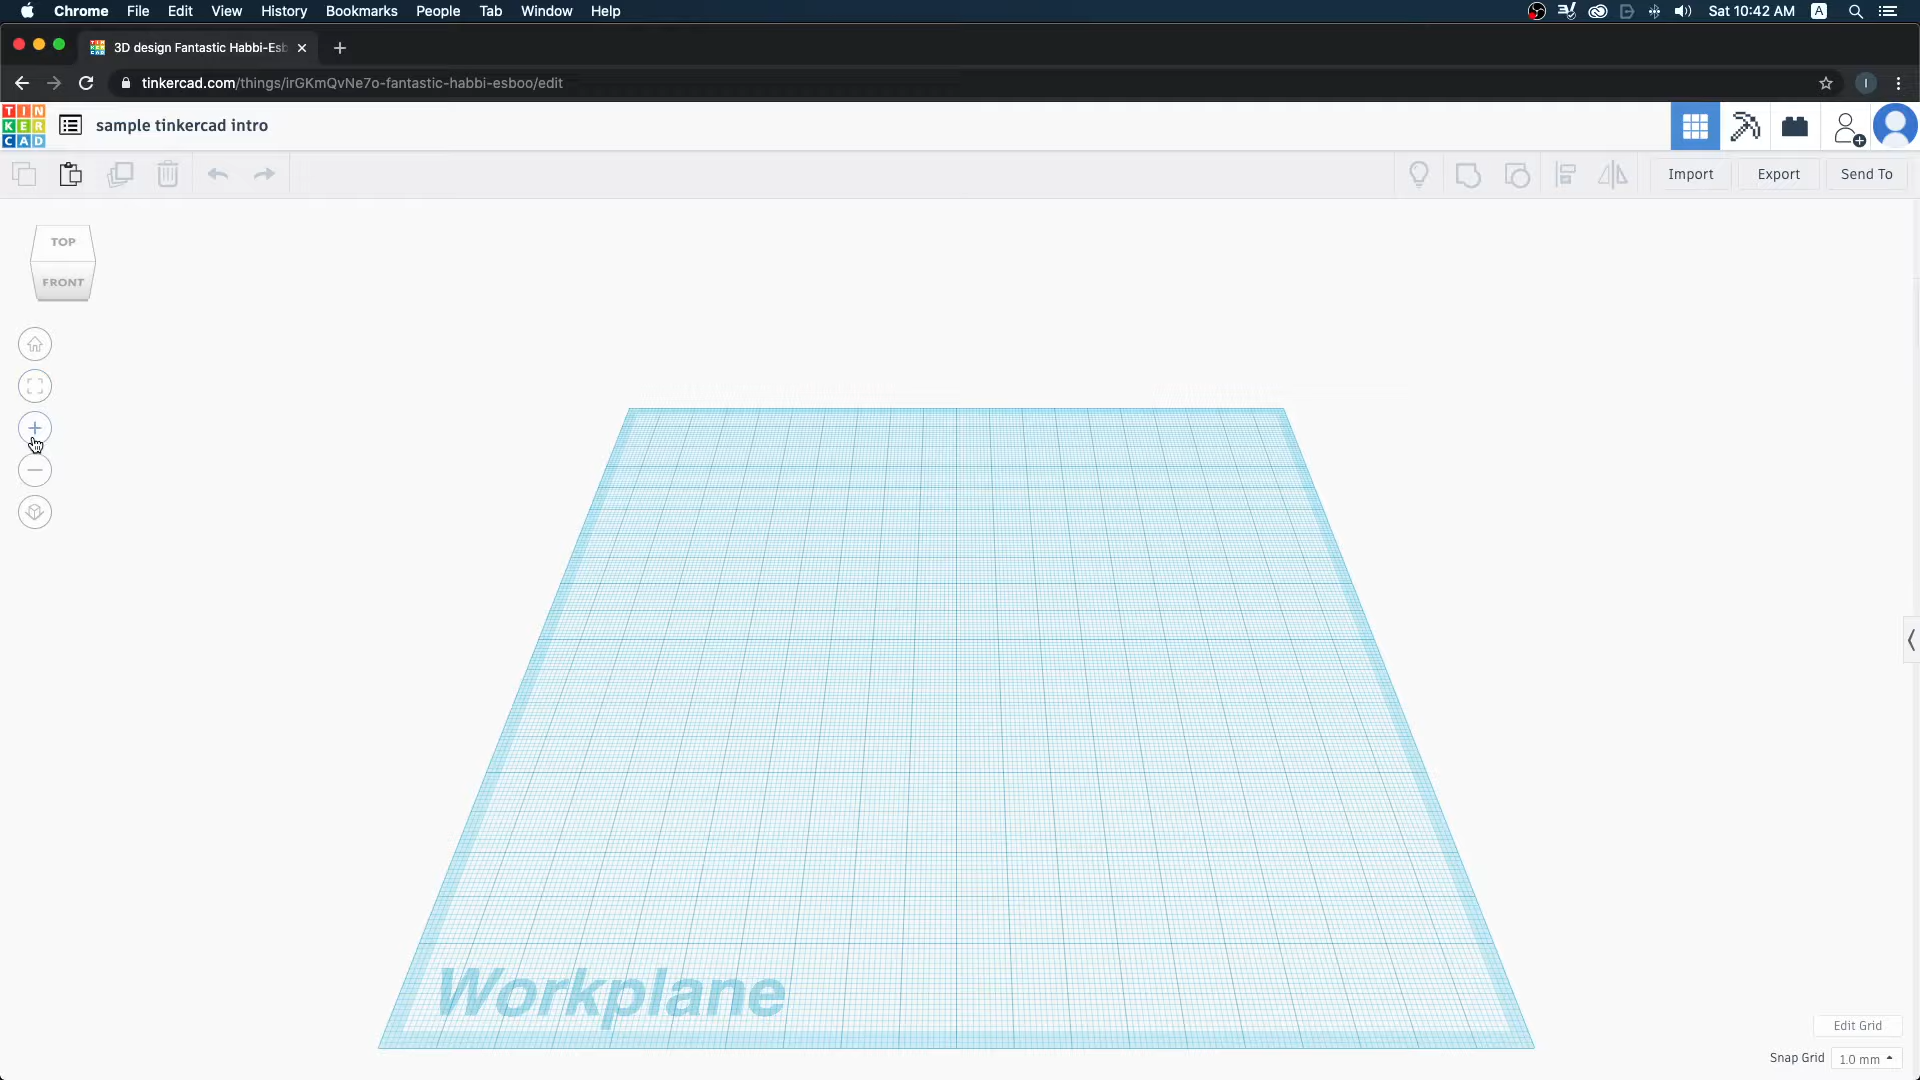 Chrome File Edit View History Bookmarks People Tab Window Help Sat 10:42 AM A
3D design Fantastic Habbi-Esb
tinkercad.com/things/irGKmQvNe7o-fantastic-habbi-esboo/edit I
TIN
KER
CAD
sample tinkercad intro
Import Export Send To
TOP
FRONT
Workplane
Edit Grid
Snap Grid 1.0 mm